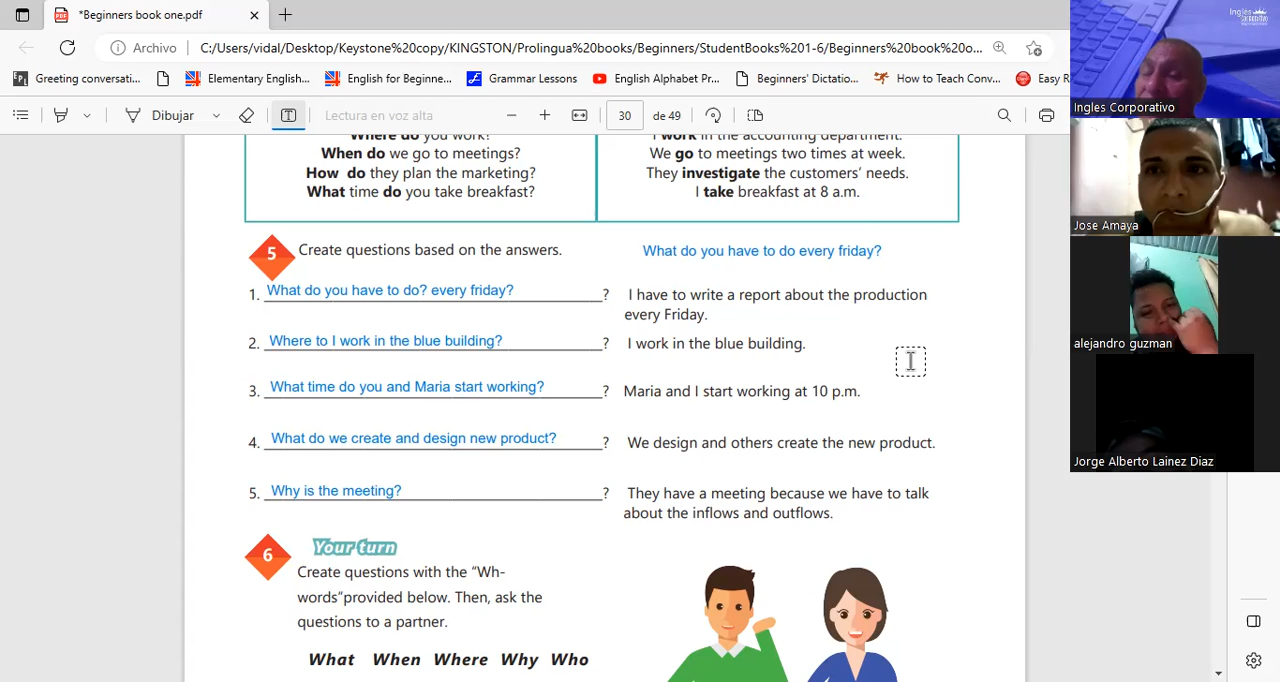 *Beginners book one.pdf
Archivo
C:/Users/vidal/Desktop/Keystone%20copy/KINGSTON/Prolingua%20books/Beginners/StudentBooks%201-6/Beginners%20book%20o...
Greeting conversati...
Elementary English...
English for Beginne...
Grammar Lessons
English Alphabet Pr...
Beginners' Dictatio...
How to Teach Conv...
Easy R
Dibujar
Lectura en voz alta
30
de 49
Where do you work?
I work in the accounting department.
When do we go to meetings?
We go to meetings two times at week.
How do they plan the marketing?
They investigate the customers' needs.
What time do you take breakfast?
I take breakfast at 8 a.m.
5
Create questions based on the answers.
What do you have to do every friday?
1. What do you have to do? every friday? ?
I have to write a report about the production
every Friday.
2. Where to I work in the blue building? ?
I work in the blue building.
3. What time do you and Maria start working? ?
Maria and I start working at 10 p.m.
4. What do we create and design new product? ?
We design and others create the new product.
5. Why is the meeting? ?
They have a meeting because we have to talk
about the inflows and outflows.
6
Your turn
Create questions with the “Wh-
words”provided below. Then, ask the
questions to a partner.
What When Where Why Who
Inglés
corporativo
Ingles Corporativo
Jose Amaya
alejandro guzman
Jorge Alberto Lainez Diaz